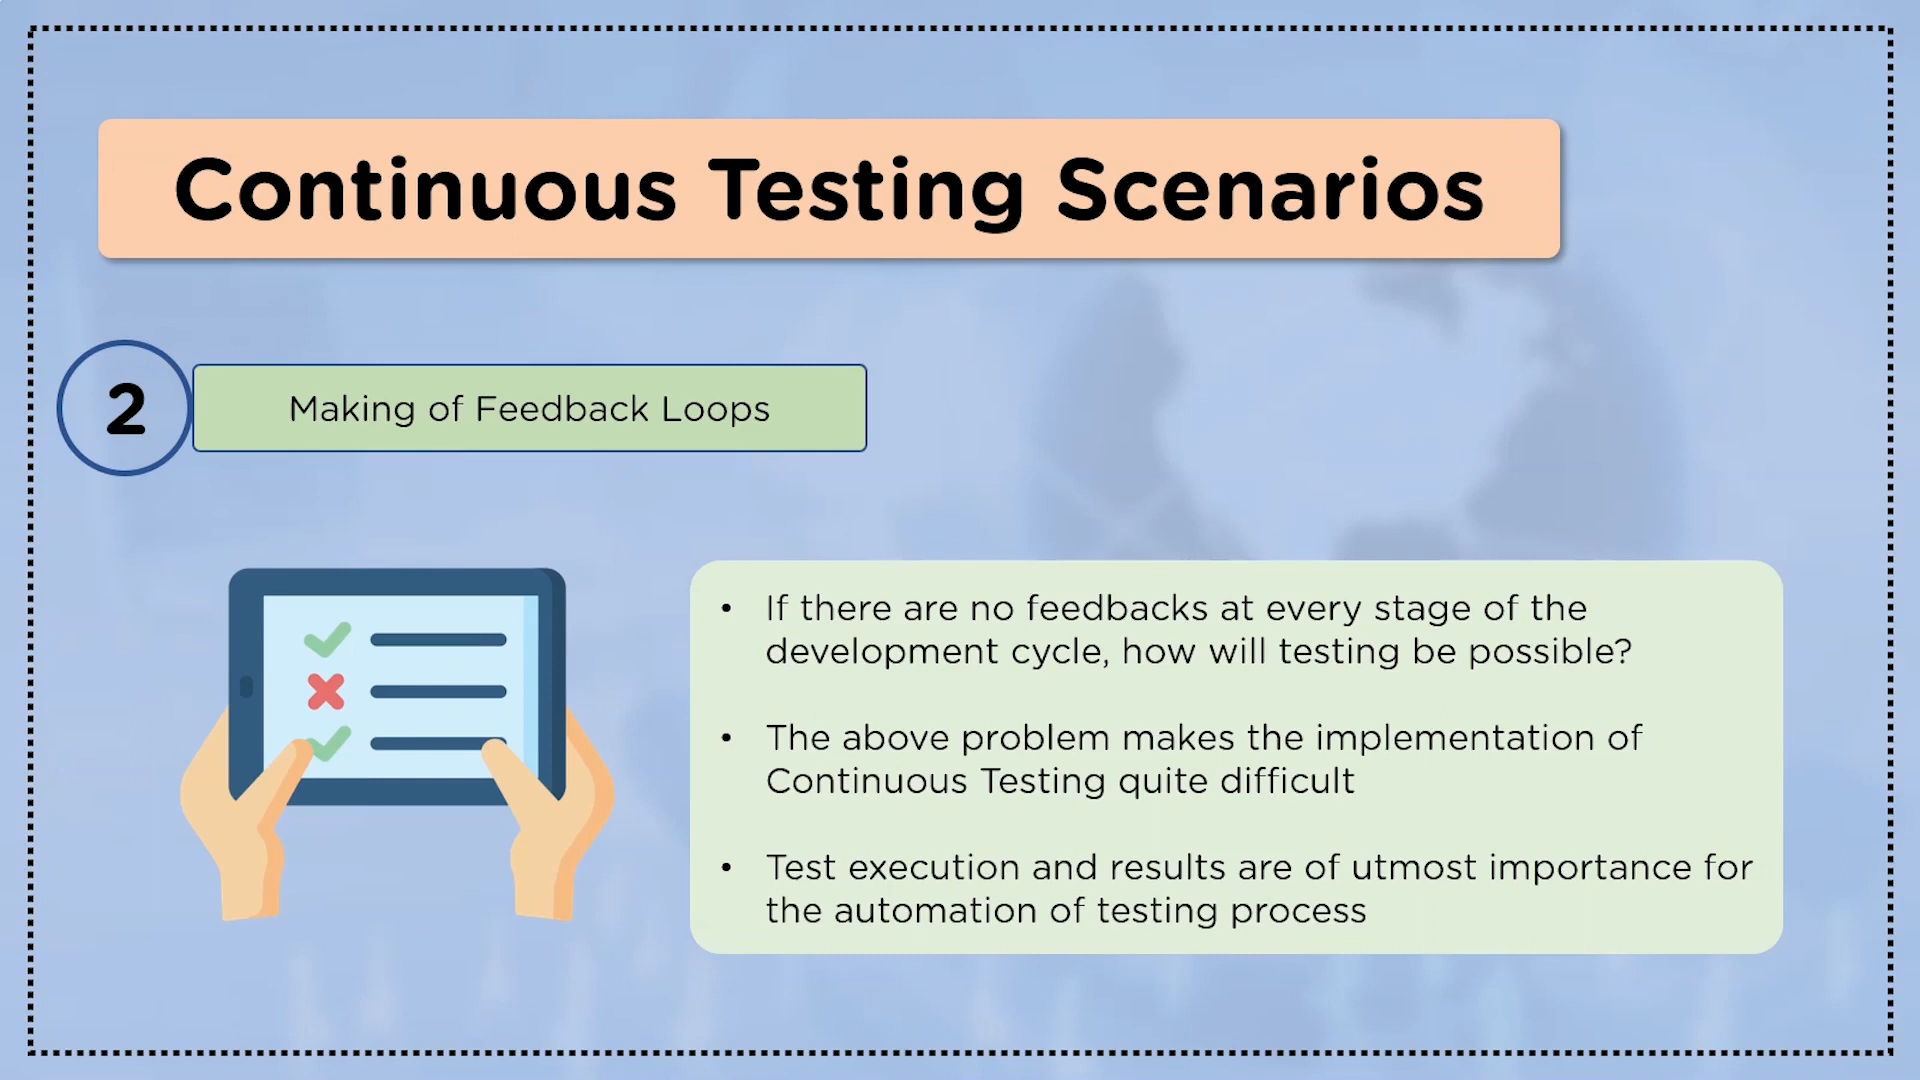 Continuous Testing Scenarios
2
Making of Feedback Loops
• If there are no feedbacks at every stage of the
development cycle, how will testing be possible?
• The above problem makes the implementation of
Continuous Testing quite difficult
• Test execution and results are of utmost importance for
the automation of testing process